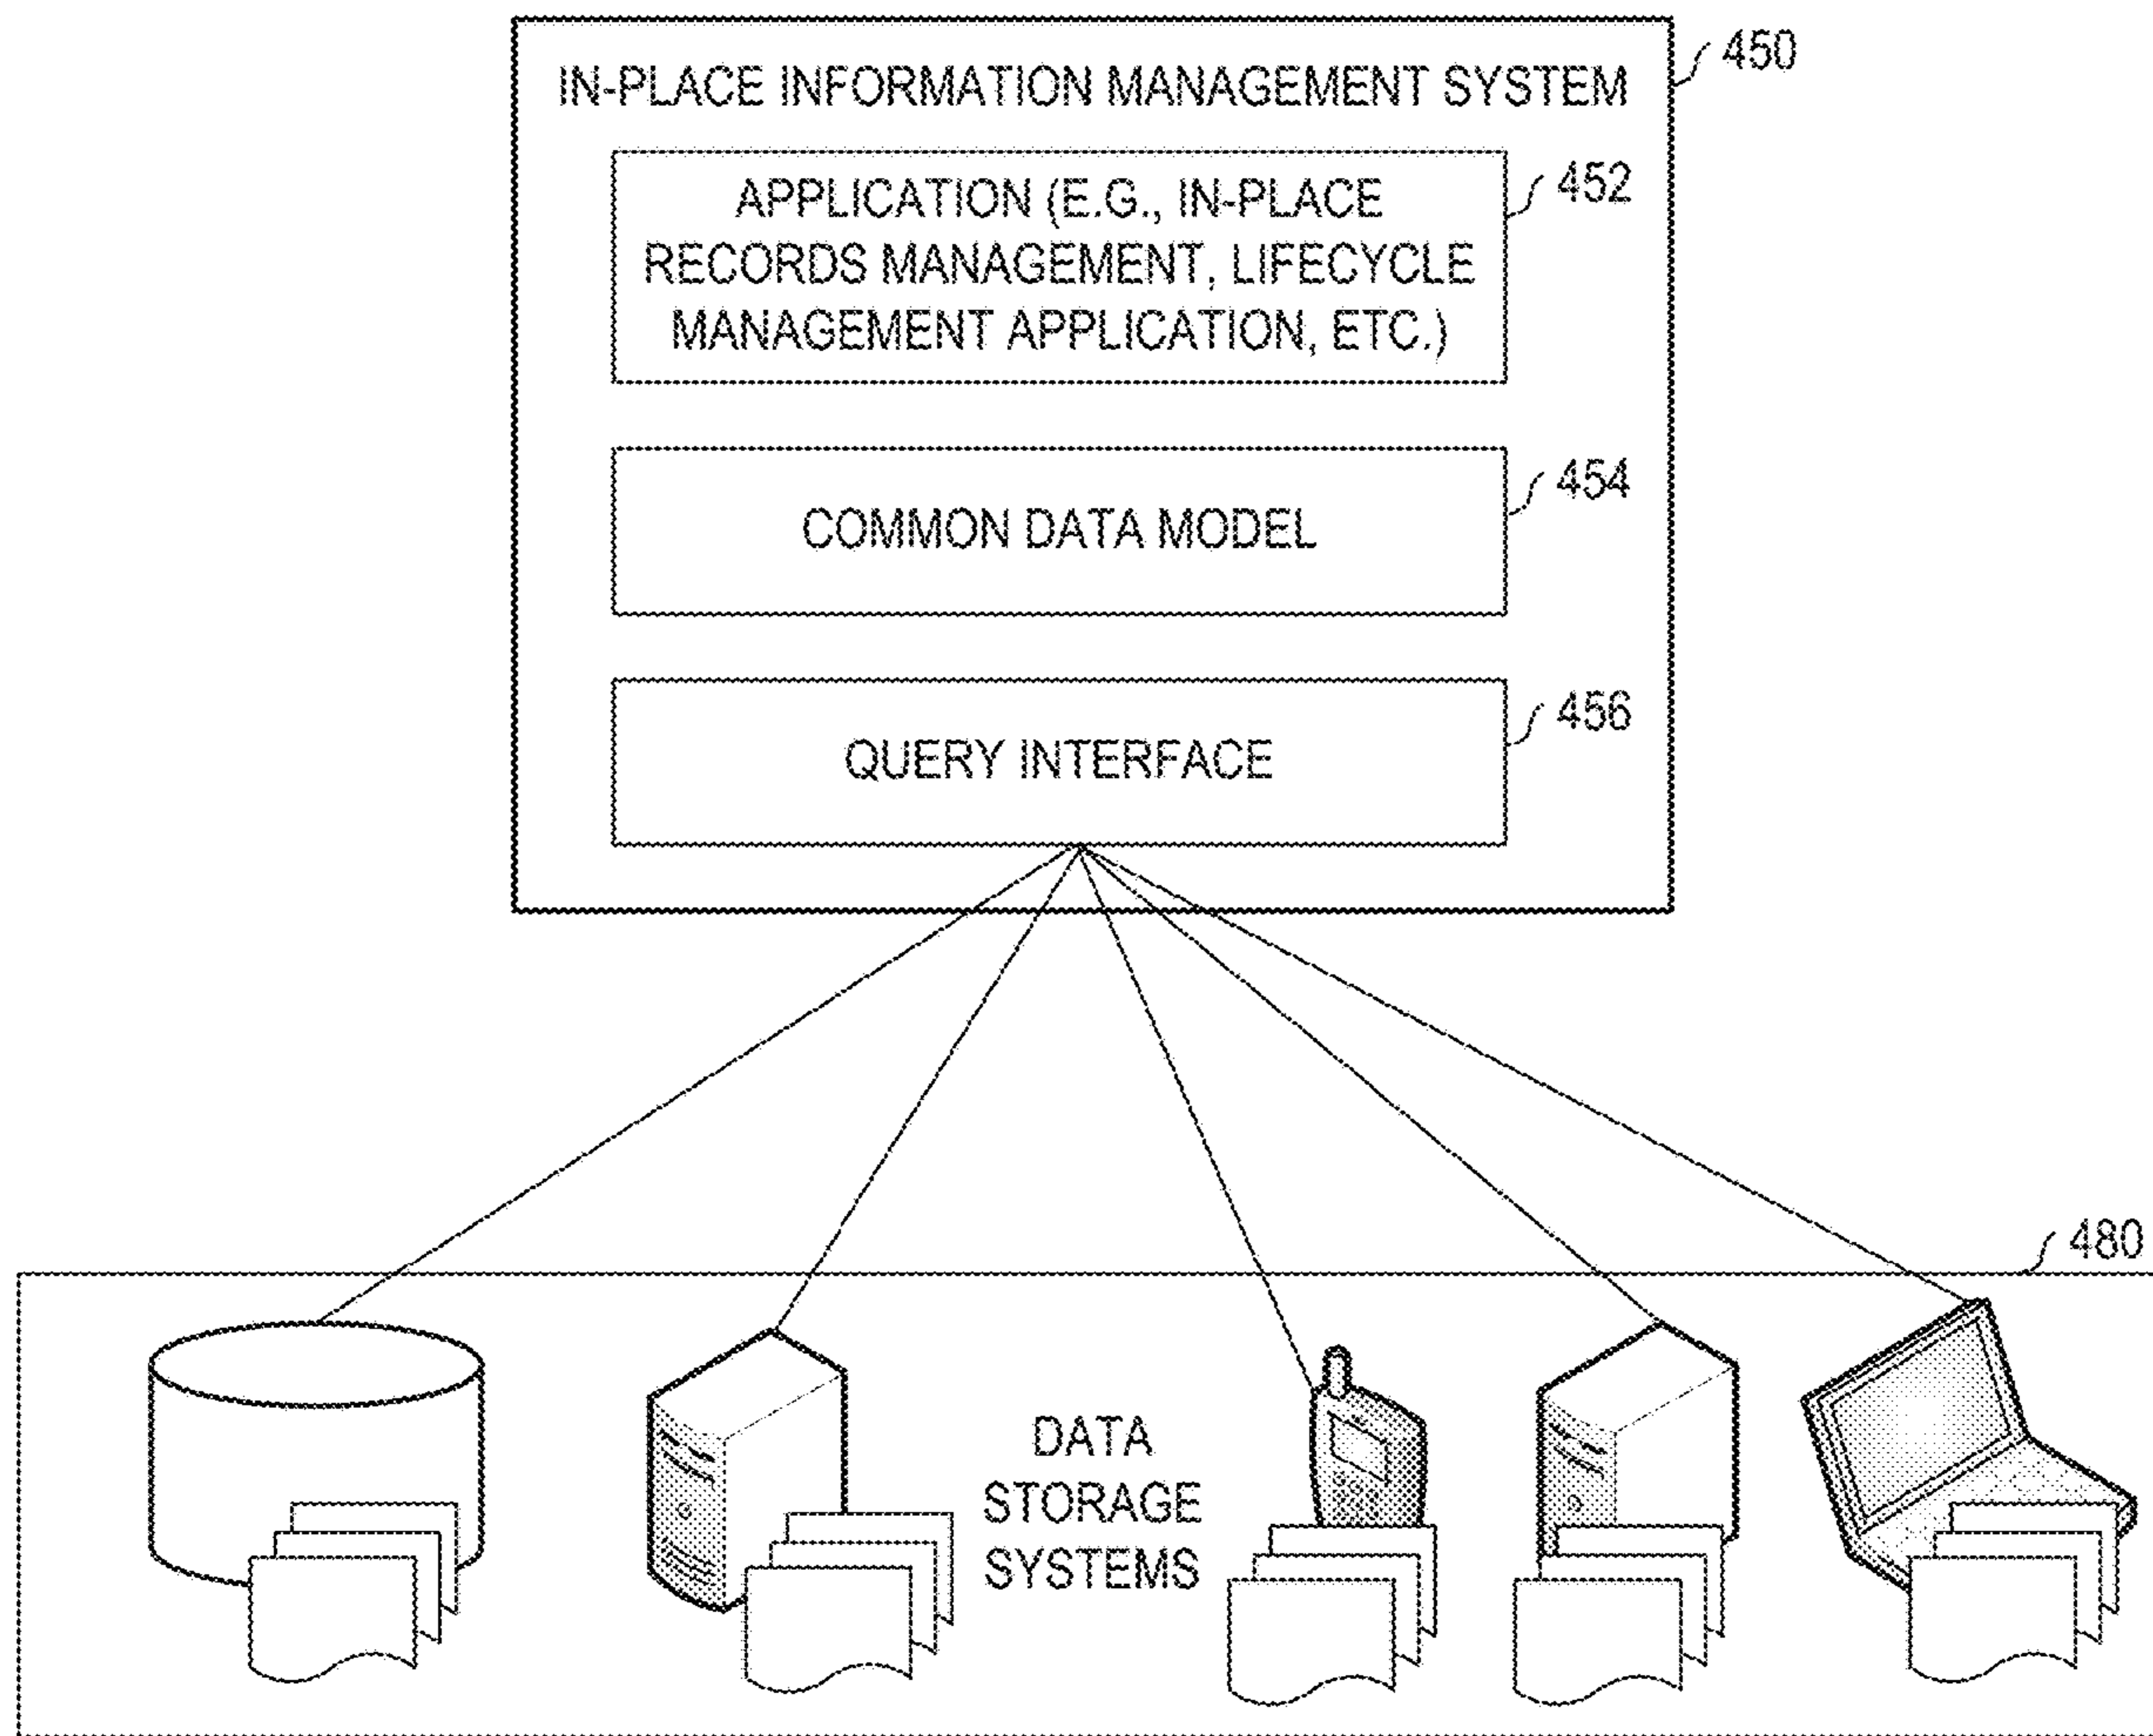 IN-PLACE INFORMATION MANAGEMENT SYSTEM
450
APPLICATION (E.G., IN-PLACE
RECORDS MANAGEMENT, LIFECYCLE
MANAGEMENT APPLICATION, ETC.)
452
COMMON DATA MODEL
454
QUERY INTERFACE
456
480
DATA
STORAGE
SYSTEMS